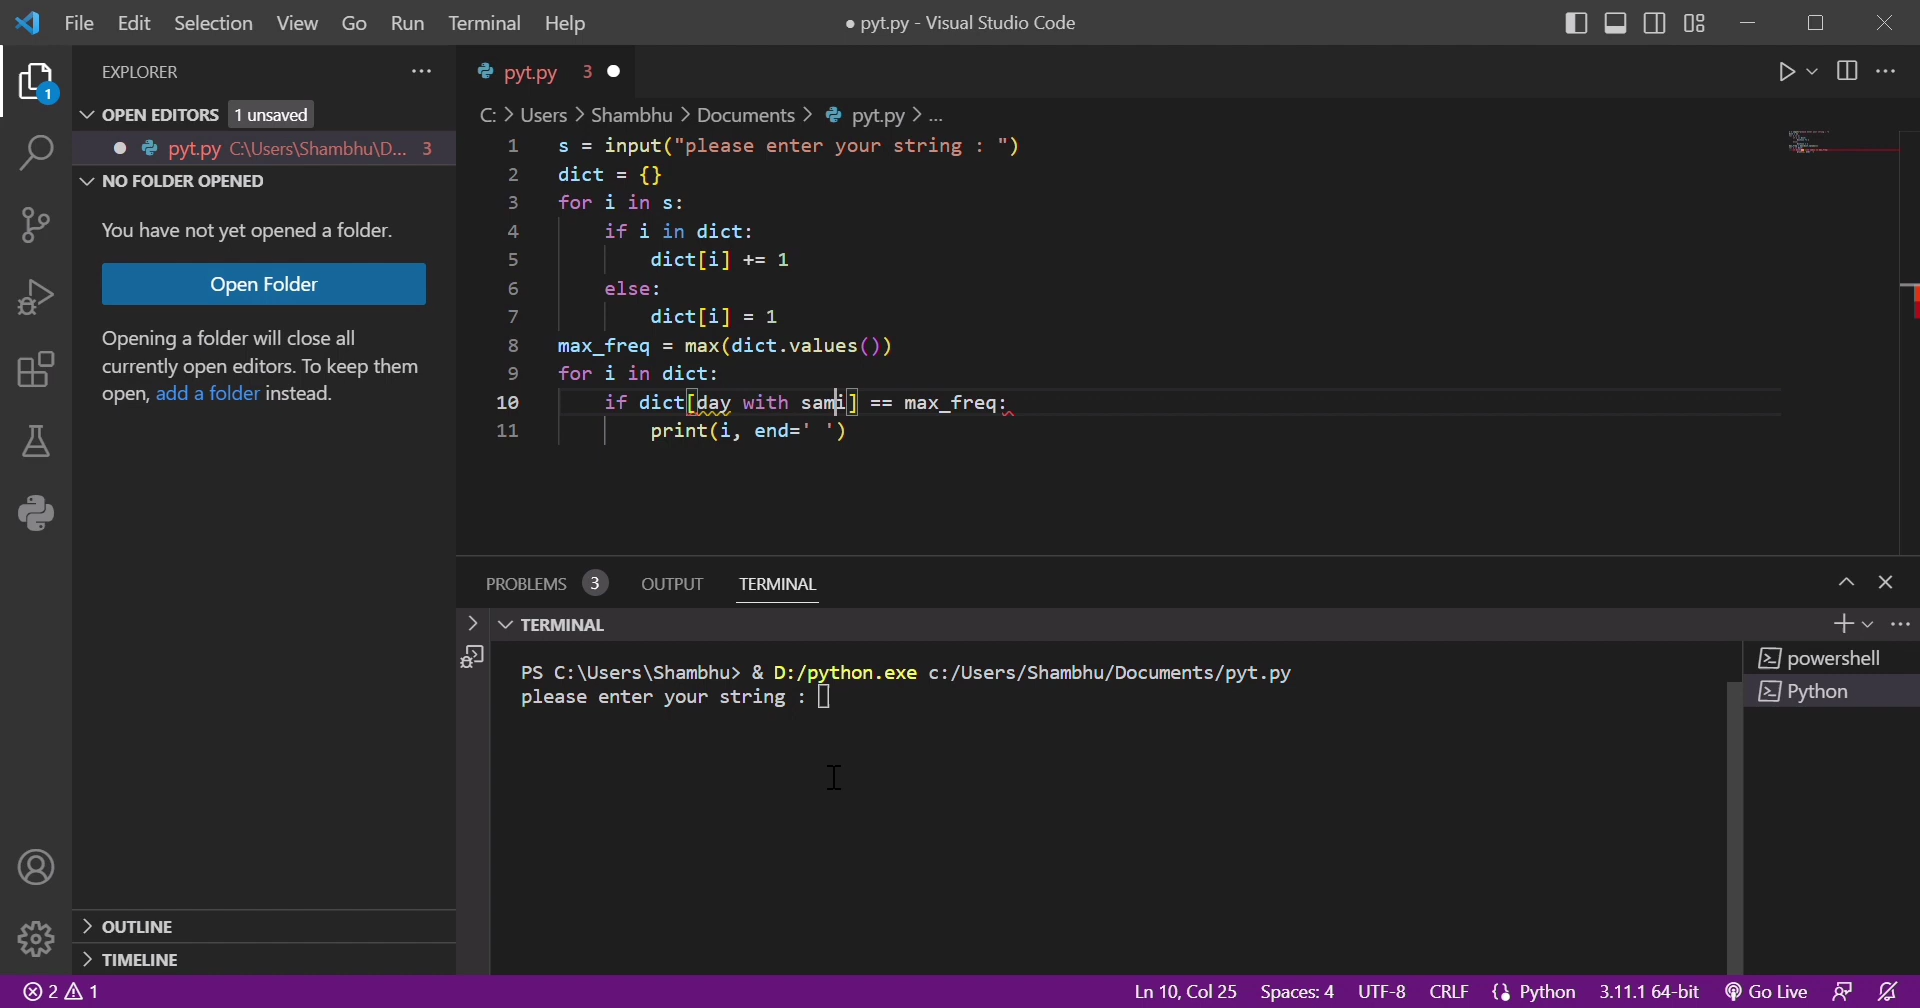 File Edit Selection View Go Run Terminal Help ● pyt.py - Visual Studio Code
EXPLORER ...
OPEN EDITORS 1 unsaved
● pyt.py C:\Users\Shambhu\D... 3
NO FOLDER OPENED
You have not yet opened a folder.
Open Folder
Opening a folder will close all
currently open editors. To keep them
open, add a folder instead.
OUTLINE
TIMELINE
1
pyt.py 3 ●
C: > Users > Shambhu > Documents > pyt.py > ...
1 s = input("please enter your string : ")
2 dict = {}
3 for i in s:
4 if i in dict:
5 dict[i] += 1
6 else:
7 dict[i] = 1
8 max_freq = max(dict.values())
9 for i in dict:
10 if dict[day with sami] == max_freq:
11 print(i, end=' ')
PROBLEMS 3 OUTPUT TERMINAL
TERMINAL
PS C:\Users\Shambhu> & D:/python.exe c:/Users/Shambhu/Documents/pyt.py
please enter your string :
powershell
Python
2 1 Ln 10, Col 25 Spaces: 4 UTF-8 CRLF {} Python 3.11.1 64-bit Go Live